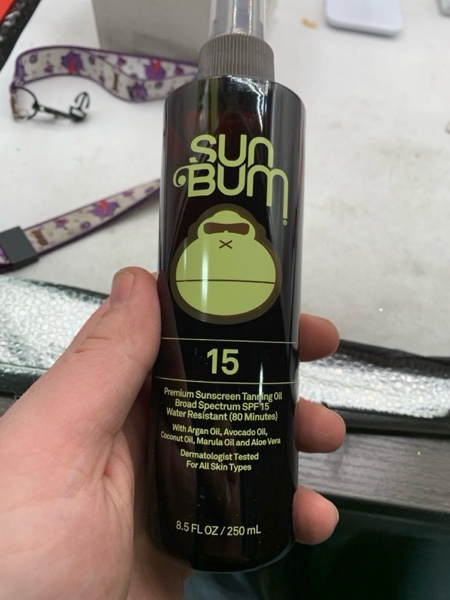 SUN
BUM
15
Premium Sunscreen Tanning Oil
Broad Spectrum SPF 15
Water Resistant (80 Minutes)
With Argan Oil, Avocado Oil,
Coconut Oil, Marula Oil and Aloe Vera
Dermatologist Tested
For All Skin Types
8.5 FL OZ / 250 mL